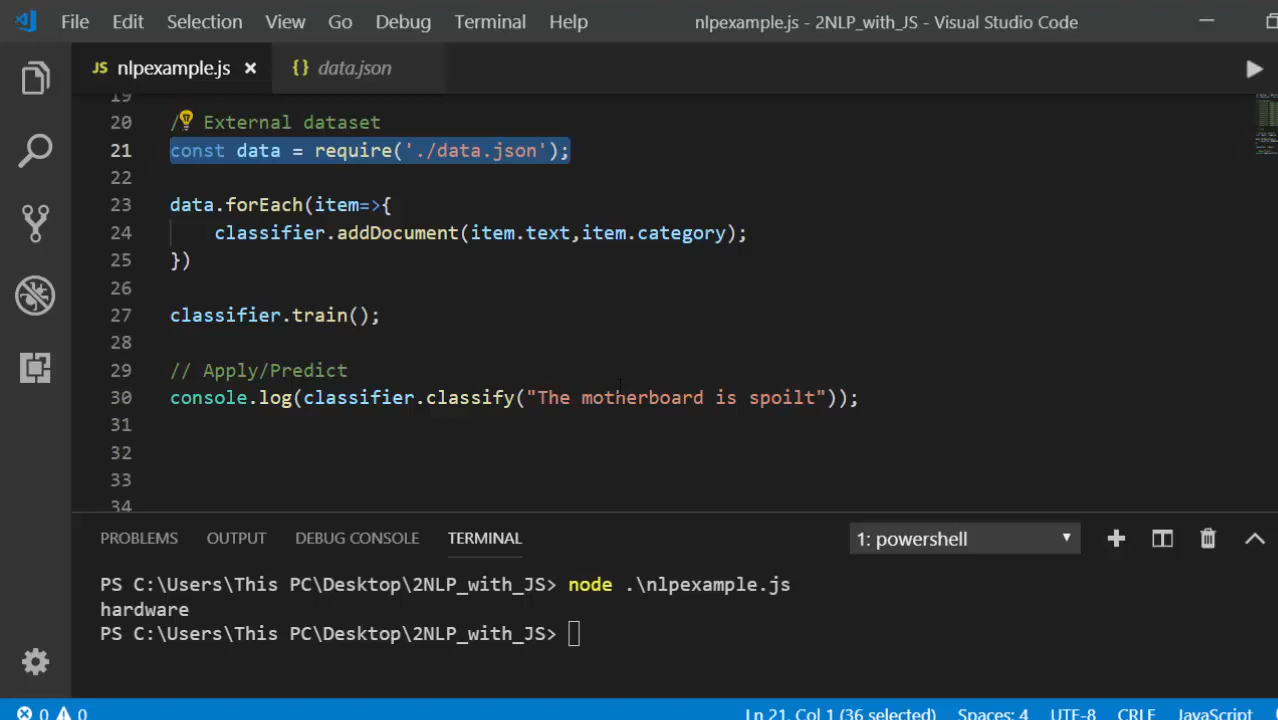 File Edit Selection View Go Debug Terminal Help nlpexample.js - 2NLP_with_JS - Visual Studio Code
JS nlpexample.js × { } data.json
19
20 / External dataset
21 const data = require('./data.json');
22
23 data.forEach(item=>{
24 classifier.addDocument(item.text,item.category);
25 })
26
27 classifier.train();
28
29 // Apply/Predict
30 console.log(classifier.classify("The motherboard is spoilt"));
31
32
33
34
PROBLEMS OUTPUT DEBUG CONSOLE TERMINAL 1: powershell
PS C:\Users\This PC\Desktop\2NLP_with_JS> node .\nlpexample.js
hardware
PS C:\Users\This PC\Desktop\2NLP_with_JS>
0 0 Ln 21, Col 1 (36 selected) Spaces: 4 UTF-8 CRLF JavaScript